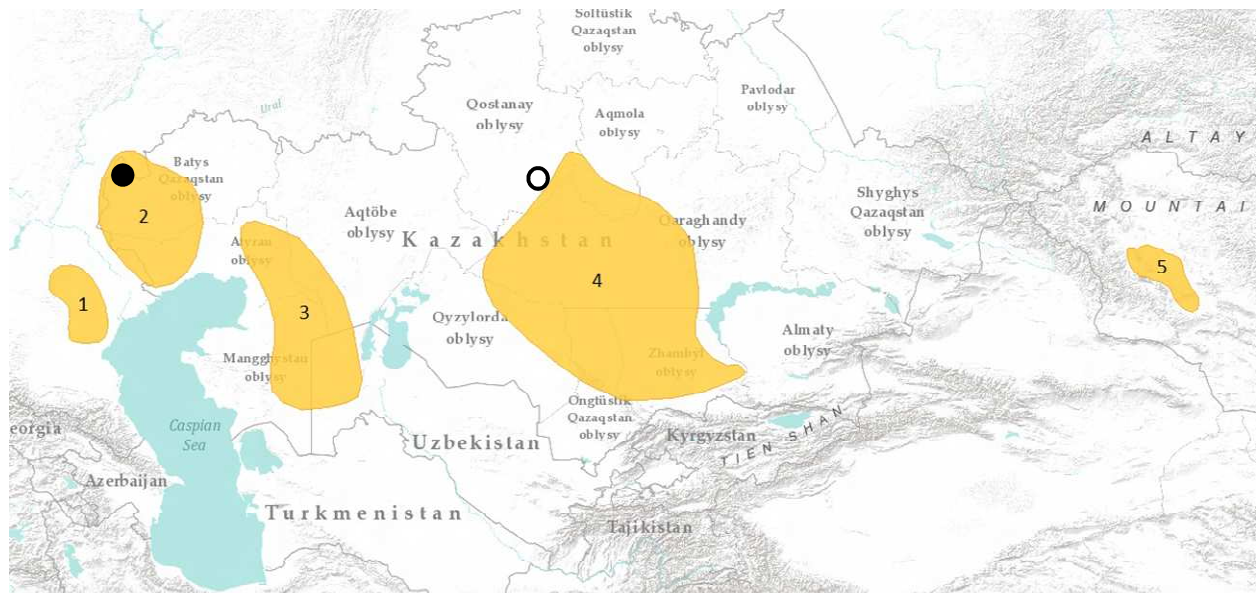 Soltüstik
Qazaqstan
oblysy
Pavlodar
oblysy
Qostanay
oblysy
Aqmola
oblysy
Ural
ALTAY
Batys
Qazaqstan
oblysy
2
Shyghys
Qazaqstan
oblysy
MOUNTAI
Aqtöbe
oblysy
Qaraghandy
oblysy
Kazakhstan
Atyrau
oblysy
5
4
1
3
Qyzylorda
oblysy
Almaty
oblysy
Mangghystau
oblysy
Zhambyl
oblysy
Ongtüstik
Qazaqstan
oblysy
Caspian
Sea
eorgia
Uzbekistan
Kyrgyzstan
TIEN SHAN
Azerbaijan
Turkmenistan
Tajikistan